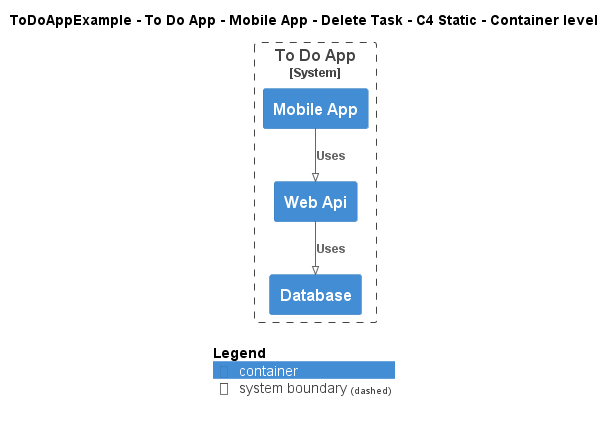 ToDoAppExample - To Do App - Mobile App - Delete Task - C4 Static - Container level
To Do App
[System]
Mobile App
Uses
Web Api
Uses
Database
Legend
container
system boundary (dashed)